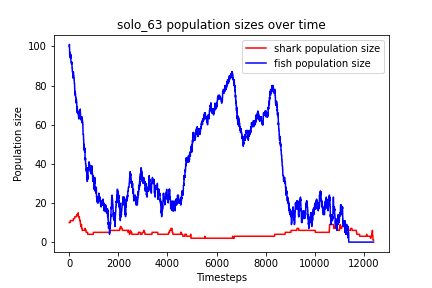 solo_63 population sizes over time
shark population size
fish population size
Population size
100
80
60
40
20
0
0 2000 4000 6000 8000 10000 12000
Timesteps